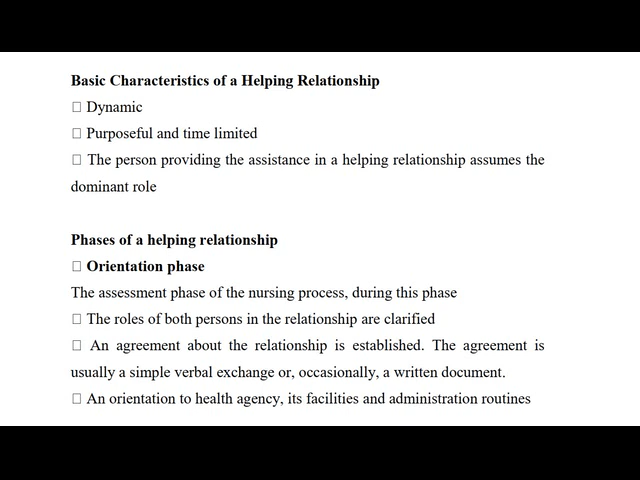 Basic Characteristics of a Helping Relationship
□ Dynamic
□ Purposeful and time limited
□ The person providing the assistance in a helping relationship assumes the
dominant role
Phases of a helping relationship
□ Orientation phase
The assessment phase of the nursing process, during this phase
□ The roles of both persons in the relationship are clarified
□ An agreement about the relationship is established. The agreement is
usually a simple verbal exchange or, occasionally, a written document.
□ An orientation to health agency, its facilities and administration routines